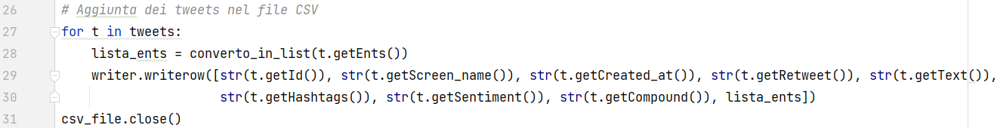 26 # Aggiunta dei tweets nel file CSV
27 for t in tweets:
28 lista_ents = converto_in_list(t.getEnts())
29 writer.writerow([str(t.getId()), str(t.getScreen_name()), str(t.getCreated_at()), str(t.getRetweet()), str(t.getText()),
30 str(t.getHashtags()), str(t.getSentiment()), str(t.getCompound()), lista_ents])
31 csv_file.close()